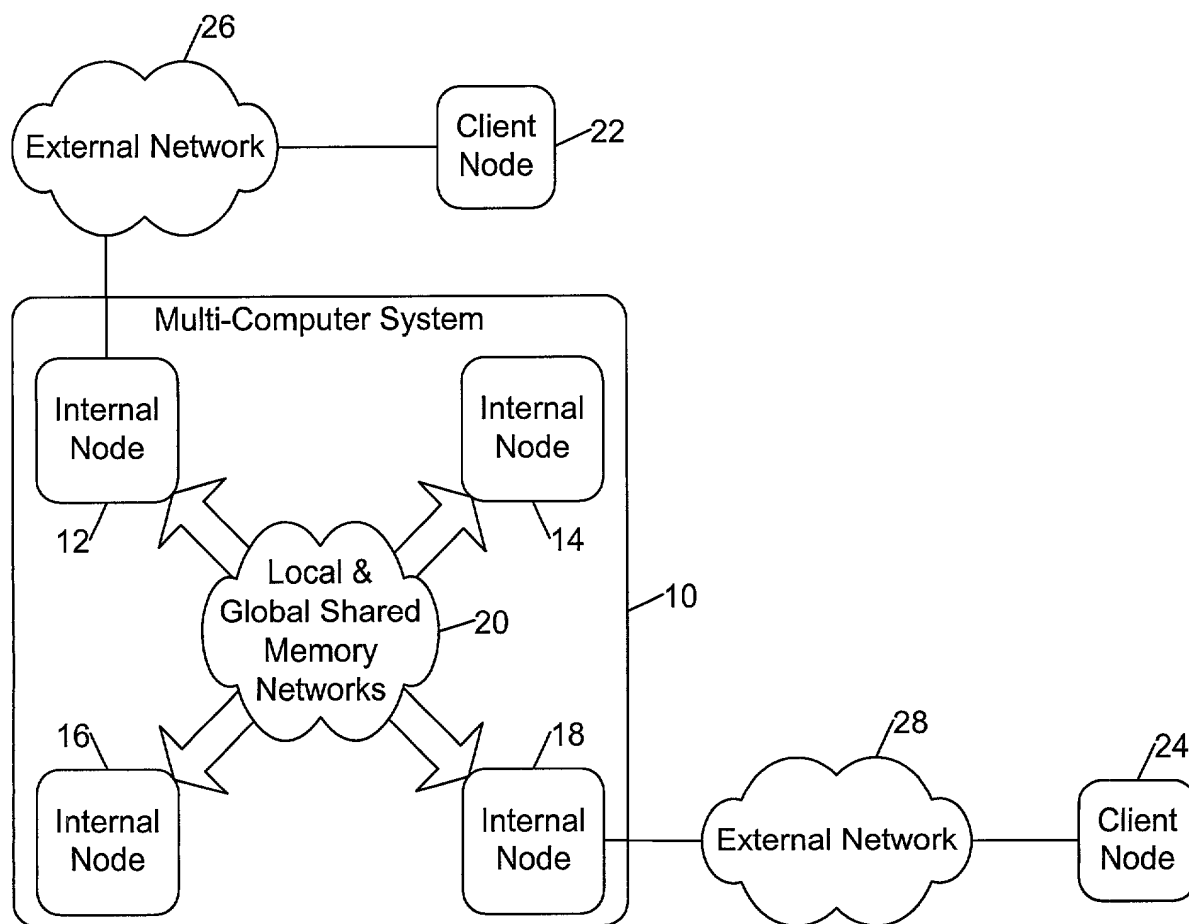 26
External Network
Client
Node
22
Multi-Computer System
Internal
Node
12
Internal
Node
14
Local &
Global Shared
Memory
Networks
20
10
16
Internal
Node
18
Internal
Node
28
External Network
24
Client
Node